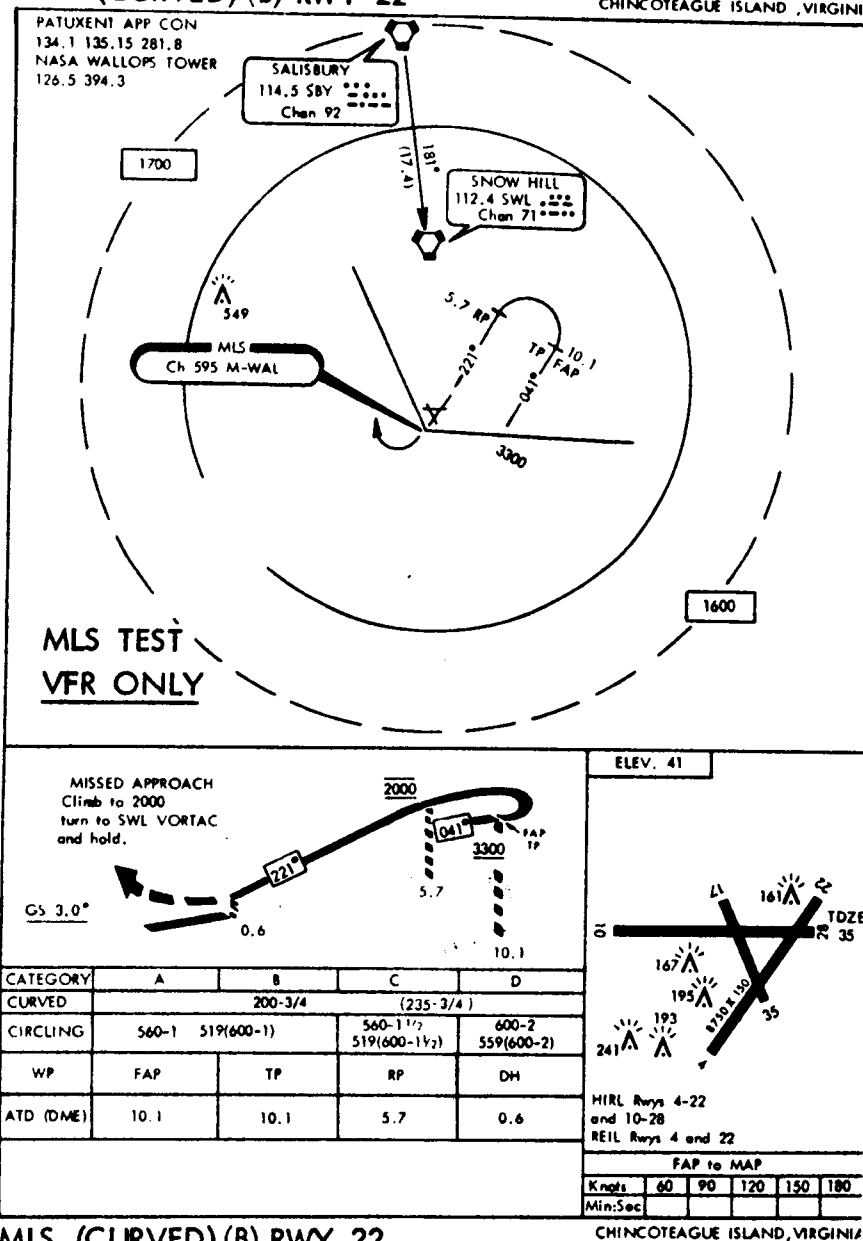 (CURVED) (B) RWY 22
CHINCOTEAGUE ISLAND, VIRGINI
PATUXENT APP CON
134.1 135.15 281.8
NASA WALLOPS TOWER
126.5 394.3
SALISBURY
114.5 SBY
Chan 92
1700
181°
(17.4)
SNOW HILL
112.4 SWL
Chan 71
549
MLS
Ch 595 M-WAL
5.7 RP
221°
TP 10.1
FAP
041°
3300
1600
MLS TEST
VFR ONLY
MISSED APPROACH
Climb to 2000
turn to SWL VORTAC
and hold.
2000
041°
FAP
TP
3300
221°
5.7
GS 3.0°
0.6
10.1
ELEV. 41
17
161
22
TDZE
35
10
28
167
195
8750 X 150
35
193
241
4
HIRL Rwys 4-22
and 10-28
REIL Rwys 4 and 22
CATEGORY A B C D
CURVED 200-3/4 (235-3/4)
CIRCLING 560-1 519(600-1) 560-1 1/2 519(600-1½) 600-2 559(600-2)
WP FAP TP RP DH
ATD (DME) 10.1 10.1 5.7 0.6
FAP to MAP
Knots 60 90 120 150 180
Min:Sec
MLS (CURVED) (B) RWY 22
CHINCOTEAGUE ISLAND, VIRGINIA